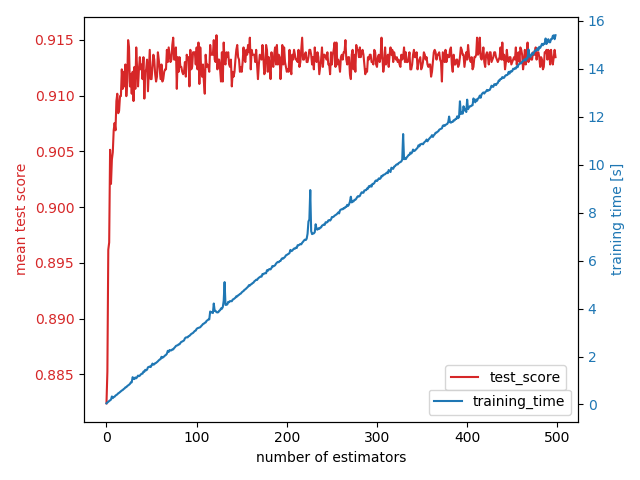 0.915
0.910
0.905
0.900
0.895
0.890
0.885
mean test score
16
14
12
10
8
6
4
2
0
training time [s]
test_score
training_time
0 100 200 300 400 500
number of estimators